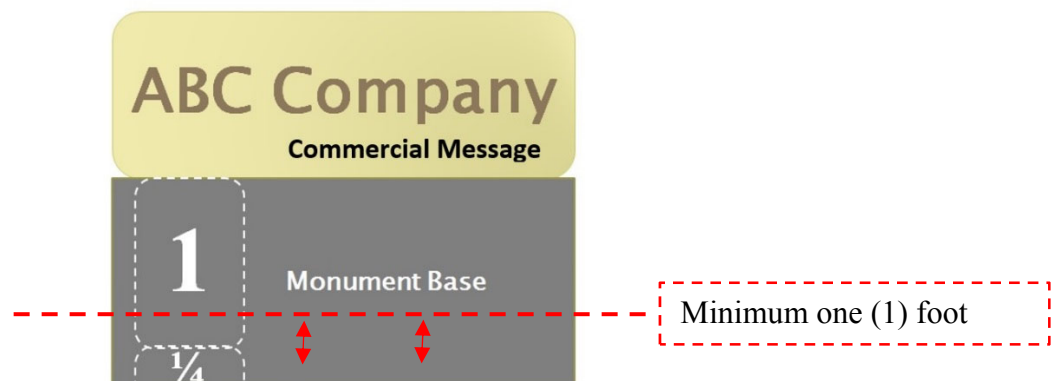 ABC Company
Commercial Message
1
Monument Base
Minimum one (1) foot
1/4